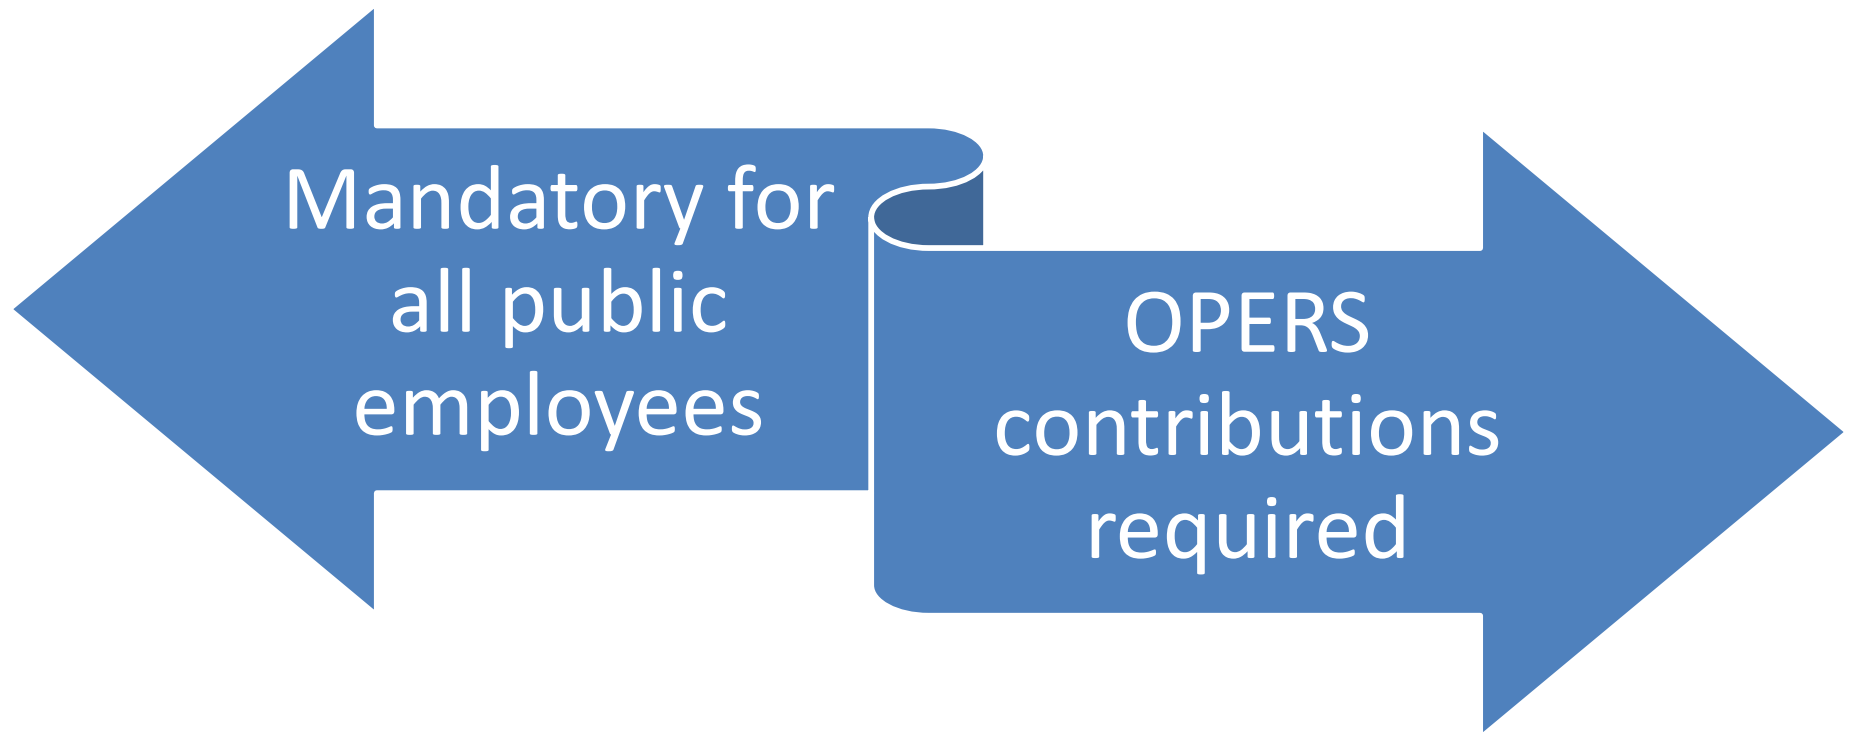 Mandatory for
all public
employees
OPERS
contributions
required